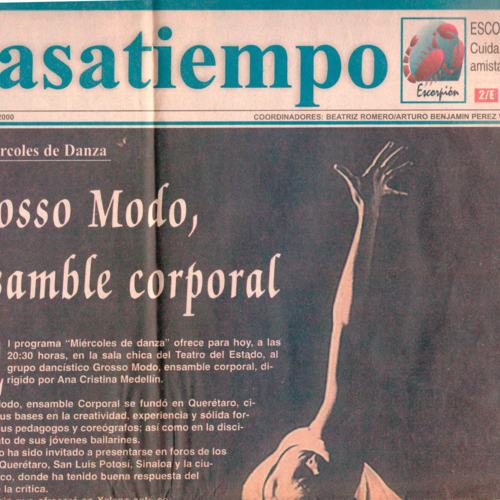 asatiempo
ESCO
Cuida
amista
Escorpión
2/E
2000
COORDINADORES: BEATRIZ ROMERO/ARTURO BENJAMIN PEREZ
rcoles de Danza
osso Modo,
samble corporal
l programa "Miércoles de danza" ofrece para hoy, a las
20:30 horas, en la sala chica del Teatro del Estado, al
grupo dancístico Grosso Modo, ensamble corporal, di-
rigido por Ana Cristina Medellín.
odo, ensamble Corporal se fundó en Querétaro, ci-
us bases en la creatividad, experiencia y sólida for-
us pedagogos y coreógrafos; así como en la disci-
to de sus jóvenes bailarines.
o ha sido invitado a presentarse en foros de los
Querétaro, San Luis Potosí, Sinaloa y la ciu-
co, donde ha tenido buena respuesta del
e la crítica.